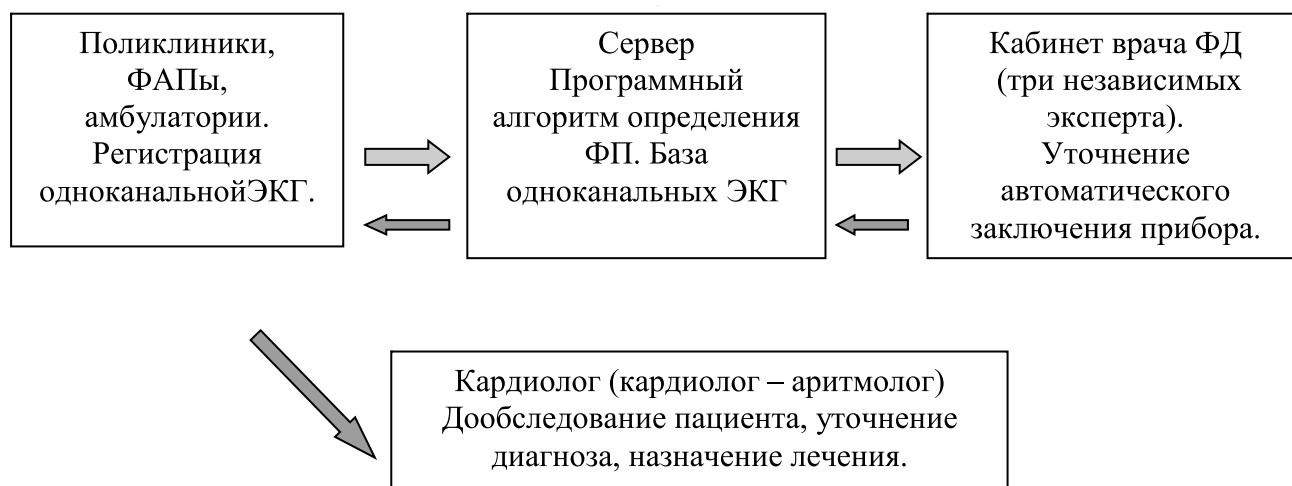 Поликлиники,
ФАПы,
амбулатории.
Регистрация
одноканальнойЭКГ.
Сервер
Программный
алгоритм определения
ФП. База
одноканальных ЭКГ
Кабинет врача ФД
(три независимых
эксперта).
Уточнение
автоматического
заключения прибора.
Кардиолог (кардиолог – аритмолог)
Дообследование пациента, уточнение
диагноза, назначение лечения.